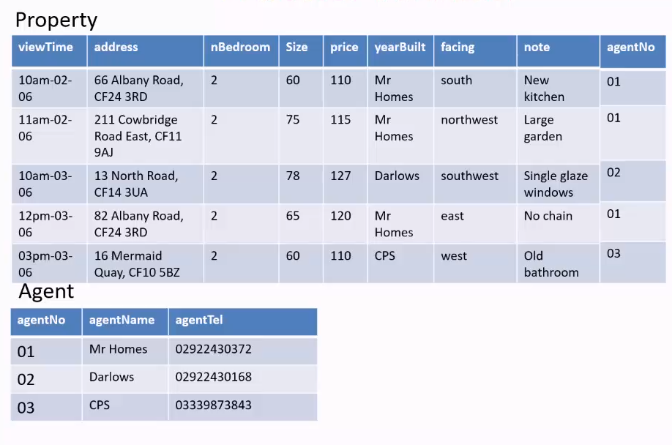 Property
viewTime address nBedroom Size price yearBuilt facing note agentNo
10am-02- 66 Albany Road, 2 60 110 Mr south New 01
06 CF24 3RD Homes kitchen
11am-02- 211 Cowbridge 2 75 115 Mr northwest Large 01
06 Road East, CF11 Homes garden
9AJ
10am-03- 13 North Road, 2 78 127 Darlows southwest Single glaze 02
06 CF14 3UA windows
12pm-03- 82 Albany Road, 2 65 120 Mr east No chain 01
06 CF24 3RD Homes
03pm-03- 16 Mermaid 2 60 110 CPS west Old 03
06 Quay, CF10 5BZ bathroom
Agent
agentNo agentName agentTel
01 Mr Homes 02922430372
02 Darlows 02922430168
03 CPS 03339873843